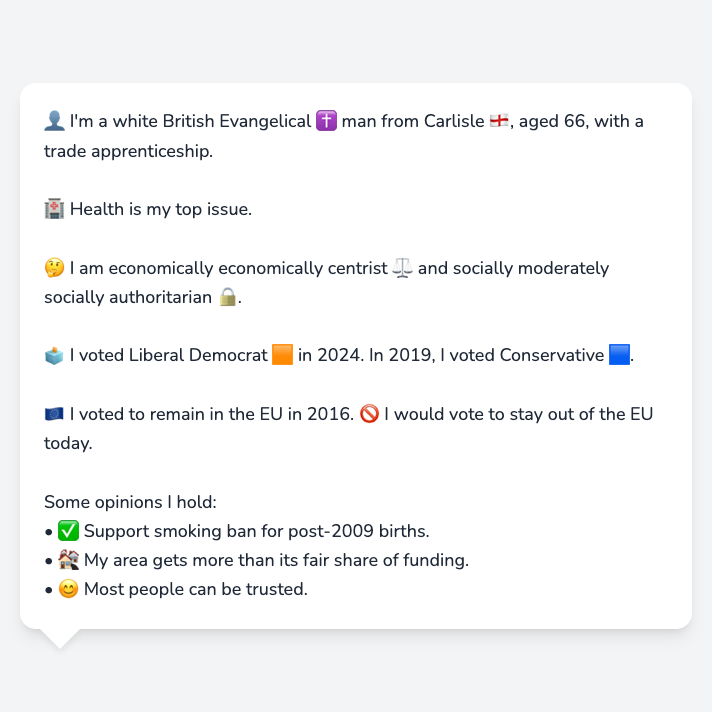 👤 I'm a white British Evangelical ✝️ man from Carlisle 🏴󠁧󠁢󠁥󠁮󠁧󠁿, aged 66, with a
trade apprenticeship.
🏥 Health is my top issue.
🤔 I am economically economically centrist ⚖️ and socially moderately
socially authoritarian 🔒.
🗳️ I voted Liberal Democrat 🟧 in 2024. In 2019, I voted Conservative 🟦.
🇪🇺 I voted to remain in the EU in 2016. 🚫 I would vote to stay out of the EU
today.
Some opinions I hold:
• ✅ Support smoking ban for post-2009 births.
• 🏘️ My area gets more than its fair share of funding.
• 😊 Most people can be trusted.